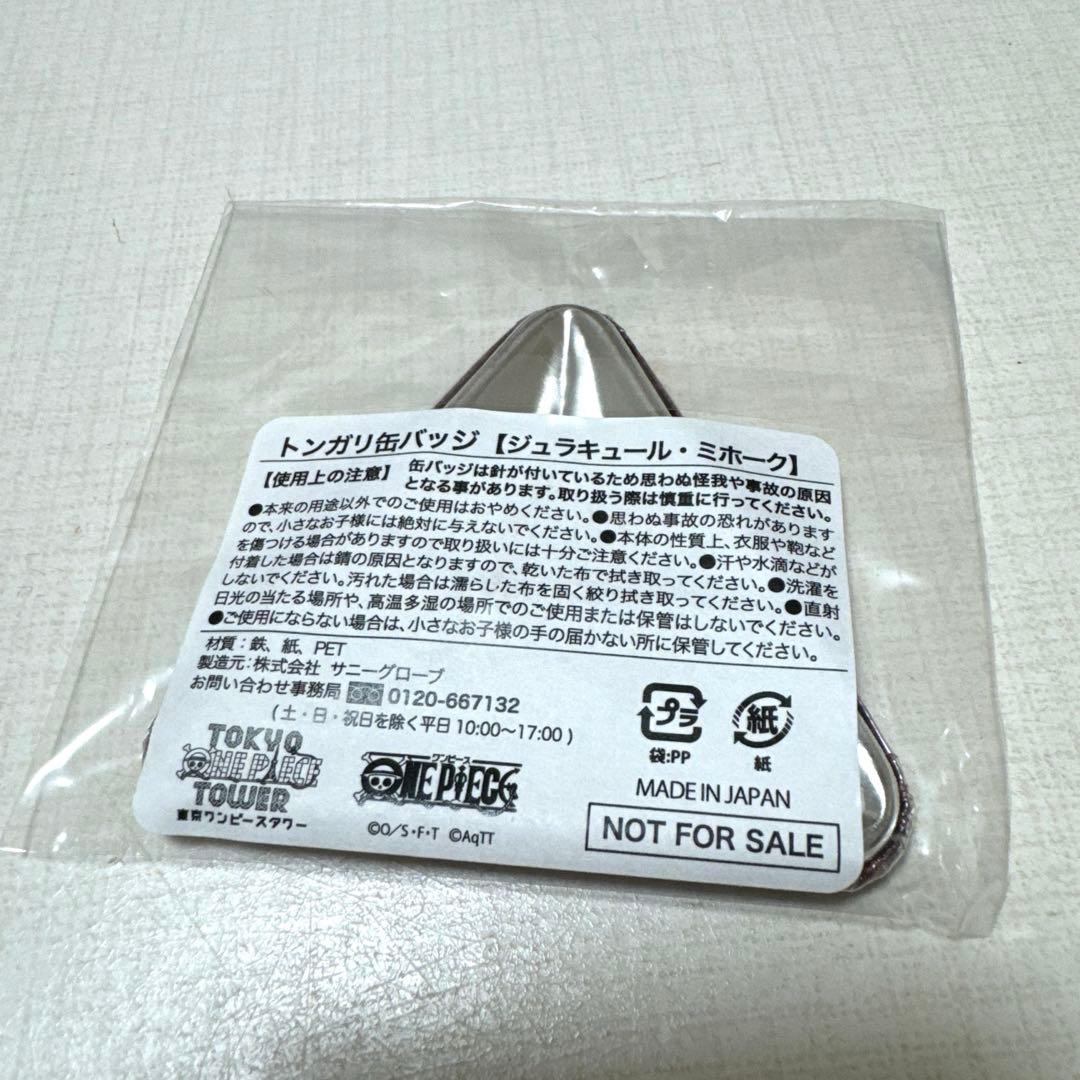 トンガリ缶バッジ【ジュラキュール・ミホーク】
【使用上の注意】 缶バッジは針が付いているため思わぬ怪我や事故の原因
となる事があります。取り扱う際は慎重に行ってください。
●本来の用途以外でのご使用はおやめください。●思わぬ事故の恐れがあります
ので、小さなお子様には絶対に与えないでください。●本体の性質上、衣服や鞄など
を傷つける場合がありますので取り扱いには十分ご注意ください。●汗や水滴などが
付着した場合は錆の原因となりますので、乾いた布で拭き取ってください。●洗濯を
しないでください。汚れた場合は濡らした布を固く絞り拭き取ってください。●直射
日光の当たる場所や、高温多湿の場所でのご使用または保管はしないでください。
●ご使用にならない場合は、小さなお子様の手の届かない所に保管してください。
材質:鉄、紙、PET
製造元:株式会社 サニーグローブ
お問い合わせ事務局 0120-667132
(土・日・祝日を除く平日10:00〜17:00)
TOKYO
ONE PIECE
TOWER
東京ワンピースタワー
ワンピース
ONE PIECE
©O/S・F・T ©AqTT
プラ
袋:PP
紙
紙
MADE IN JAPAN
NOT FOR SALE